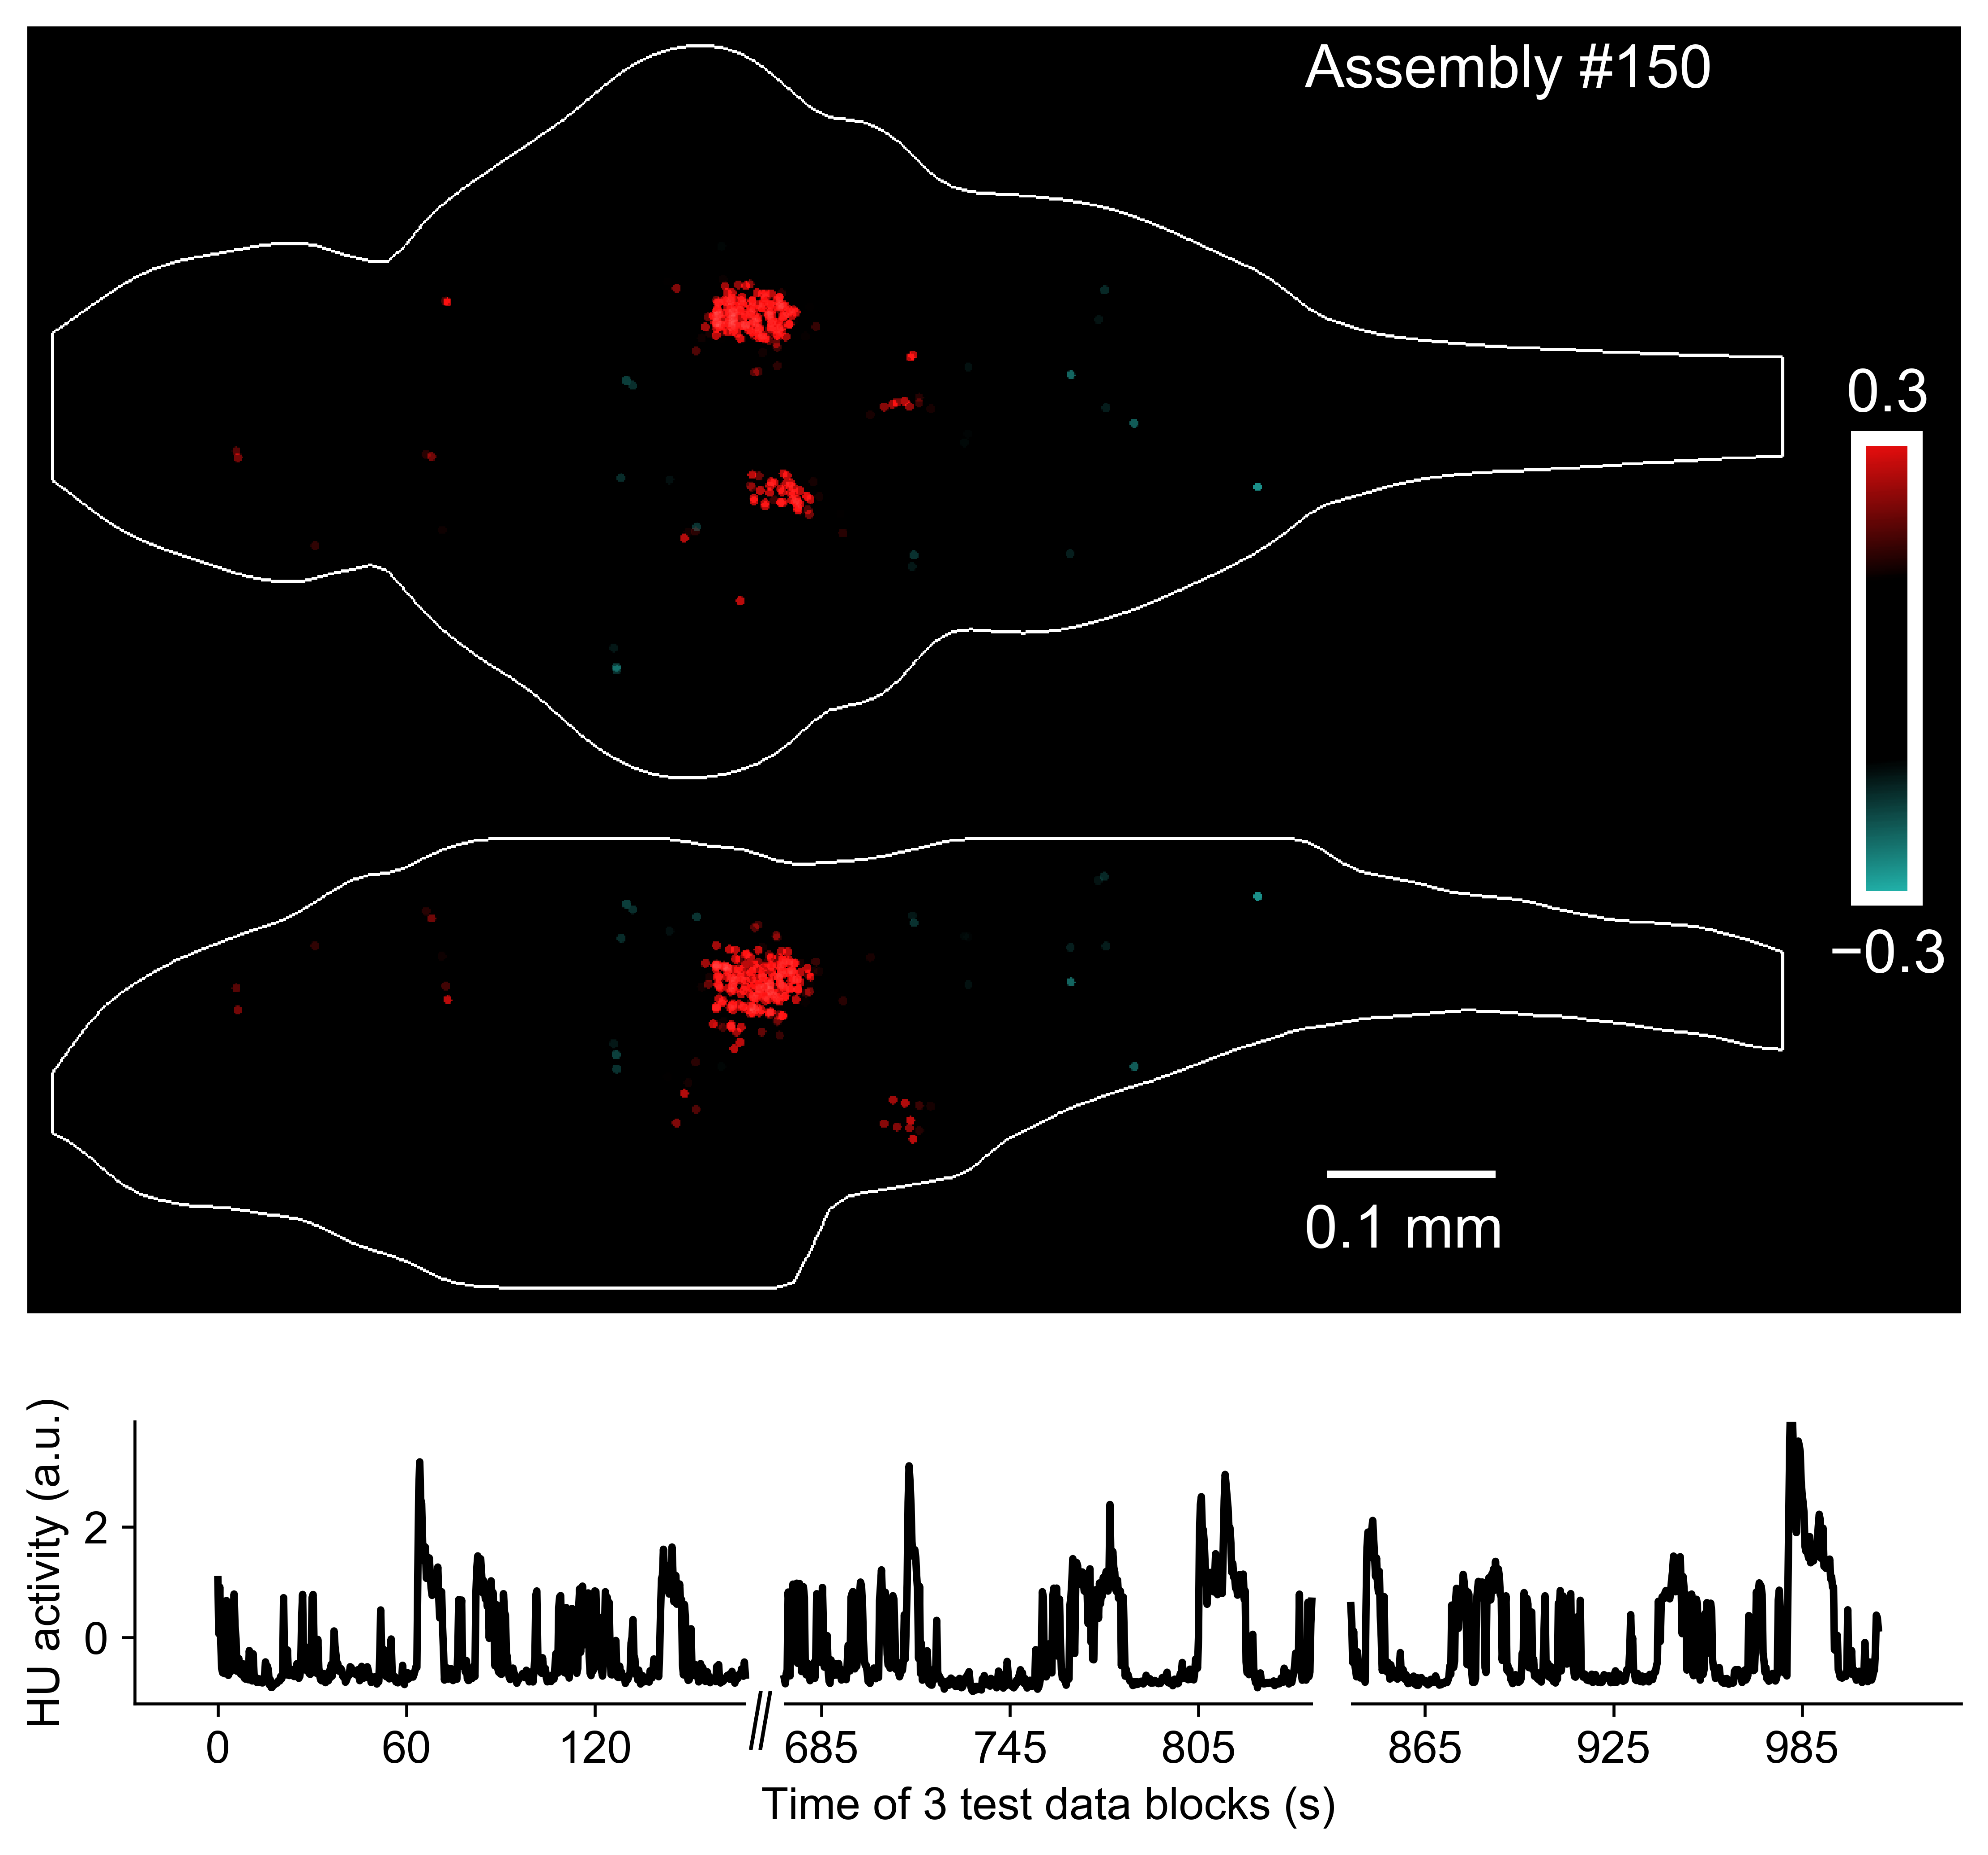 Assembly #150
0.3
−0.3
0.1 mm
HU activity (a.u.)
2
0
0 60 120 685 745 805 865 925 985
Time of 3 test data blocks (s)